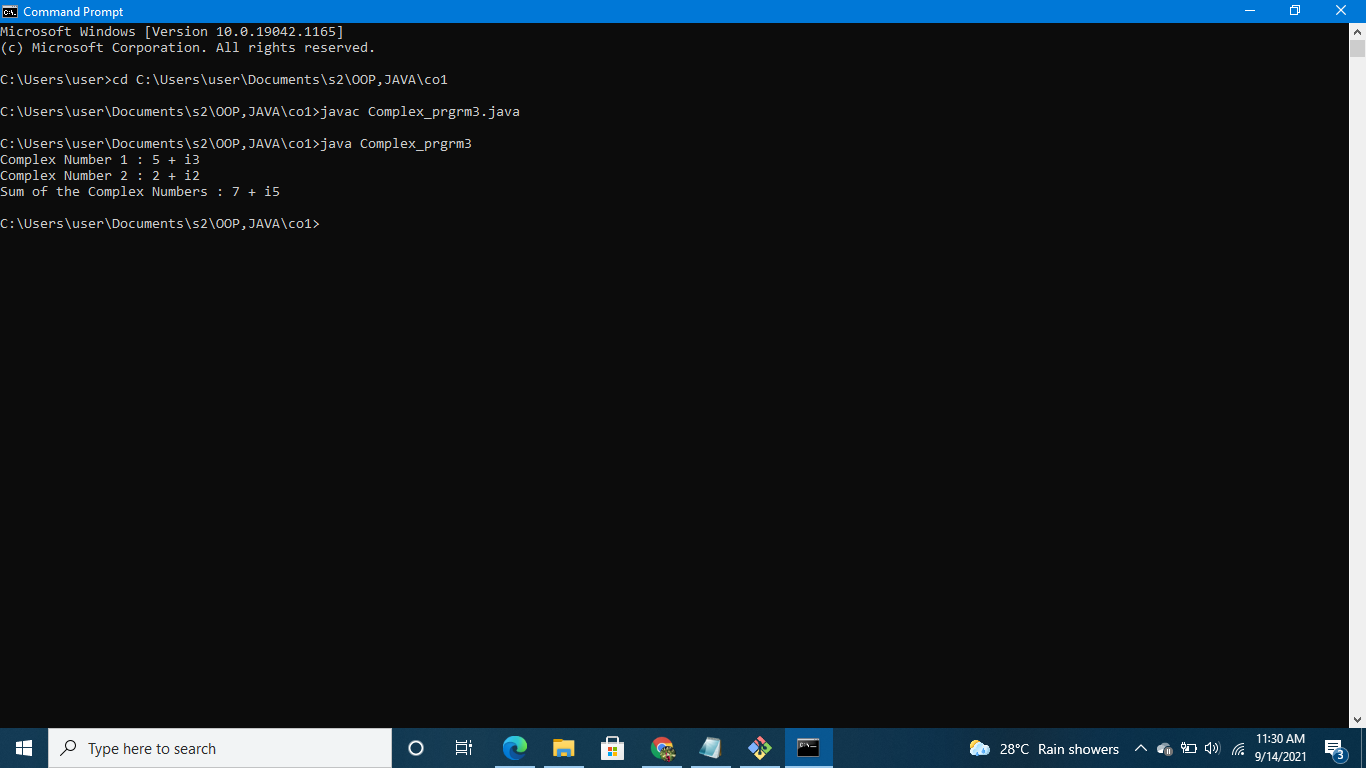 Command Prompt
Microsoft Windows [Version 10.0.19042.1165]
(c) Microsoft Corporation. All rights reserved.
C:\Users\user>cd C:\Users\user\Documents\s2\OOP,JAVA\co1
C:\Users\user\Documents\s2\OOP,JAVA\co1>javac Complex_prgrm3.java
C:\Users\user\Documents\s2\OOP,JAVA\co1>java Complex_prgrm3
Complex Number 1 : 5 + i3
Complex Number 2 : 2 + i2
Sum of the Complex Numbers : 7 + i5
C:\Users\user\Documents\s2\OOP,JAVA\co1>
Type here to search
28°C Rain showers
11:30 AM
9/14/2021
3